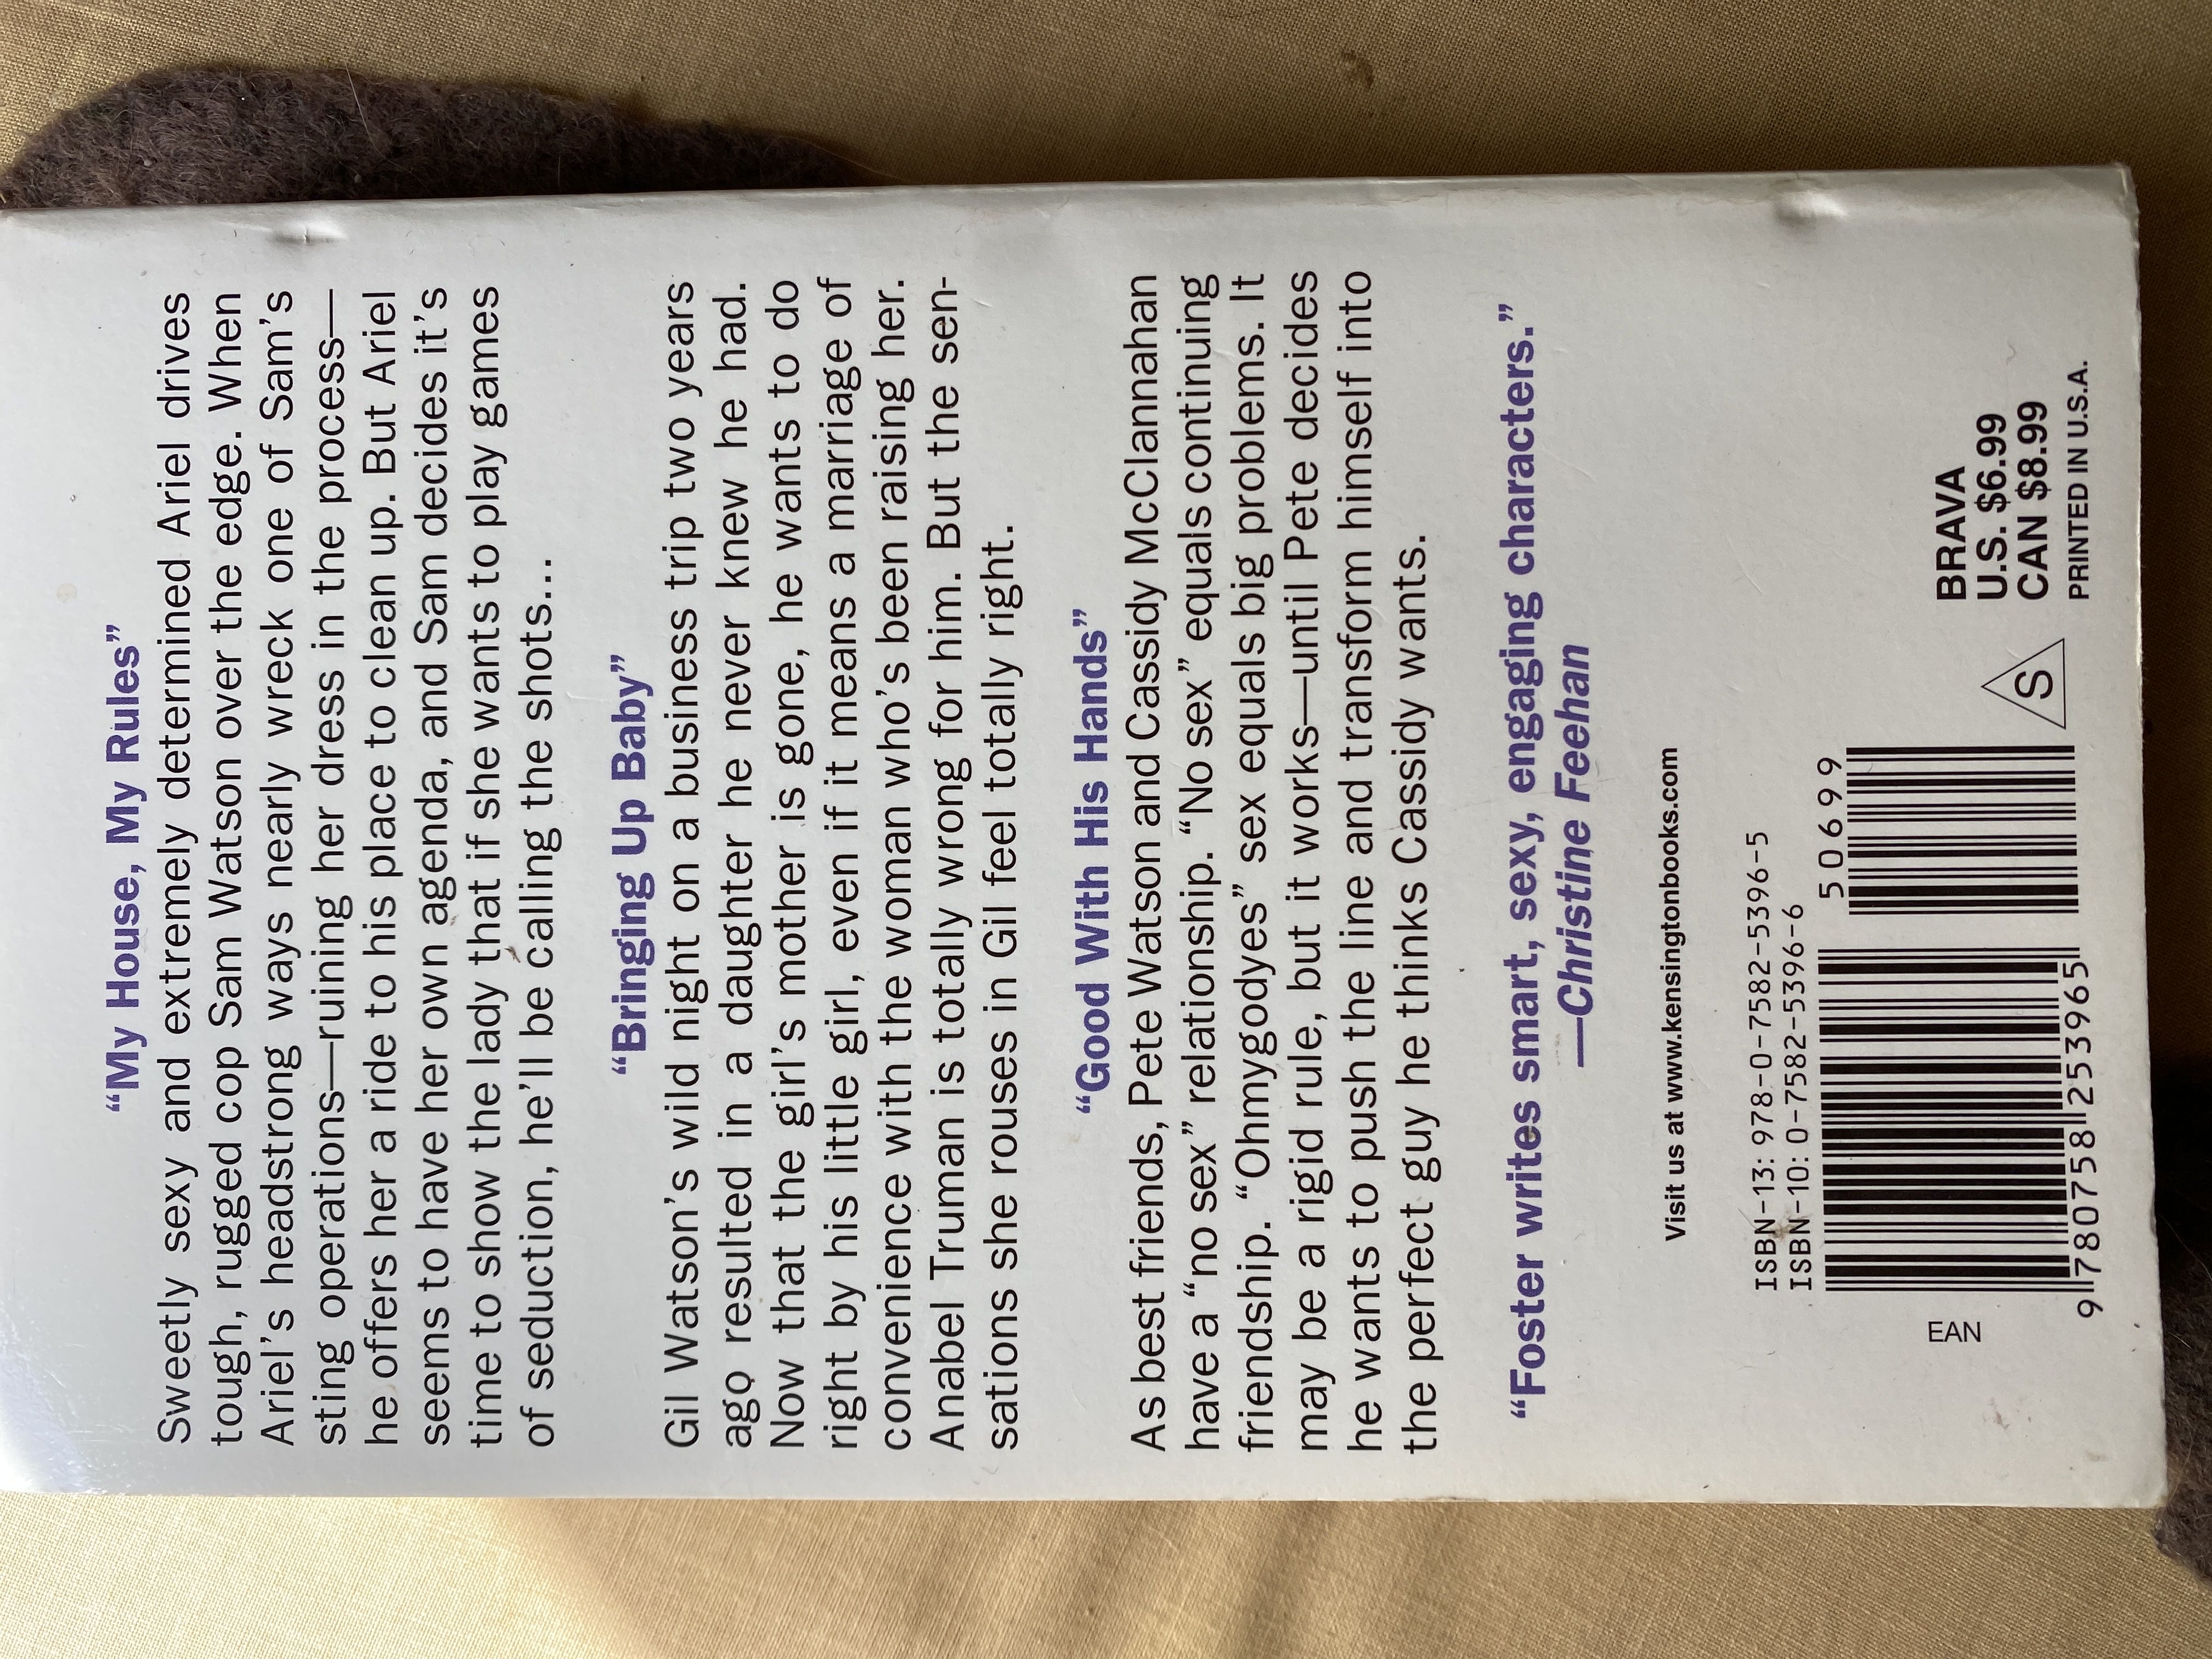 “My House, My Rules”
Sweetly sexy and extremely determined Ariel drives
tough, rugged cop Sam Watson over the edge. When
Ariel’s headstrong ways nearly wreck one of Sam’s
sting operations—ruining her dress in the process—
he offers her a ride to his place to clean up. But Ariel
seems to have her own agenda, and Sam decides it’s
time to show the lady that if she wants to play games
of seduction, he’ll be calling the shots...
“Bringing Up Baby”
Gil Watson’s wild night on a business trip two years
ago resulted in a daughter he never knew he had.
Now that the girl’s mother is gone, he wants to do
right by his little girl, even if it means a marriage of
convenience with the woman who’s been raising her.
Anabel Truman is totally wrong for him. But the sen-
sations she rouses in Gil feel totally right.
“Good With His Hands”
As best friends, Pete Watson and Cassidy McClannahan
have a “no sex” relationship. “No sex” equals continuing
friendship. “Ohmygodyes” sex equals big problems. It
may be a rigid rule, but it works—until Pete decides
he wants to push the line and transform himself into
the perfect guy he thinks Cassidy wants.
“Foster writes smart, sexy, engaging characters.”
—Christine Feehan
Visit us at www.kensingtonbooks.com
ISBN-13: 978-0-7582-5396-5
ISBN-10: 0-7582-5396-6
50699
EAN
9 780758 253965
S
BRAVA
U.S. $6.99
CAN $8.99
PRINTED IN U.S.A.